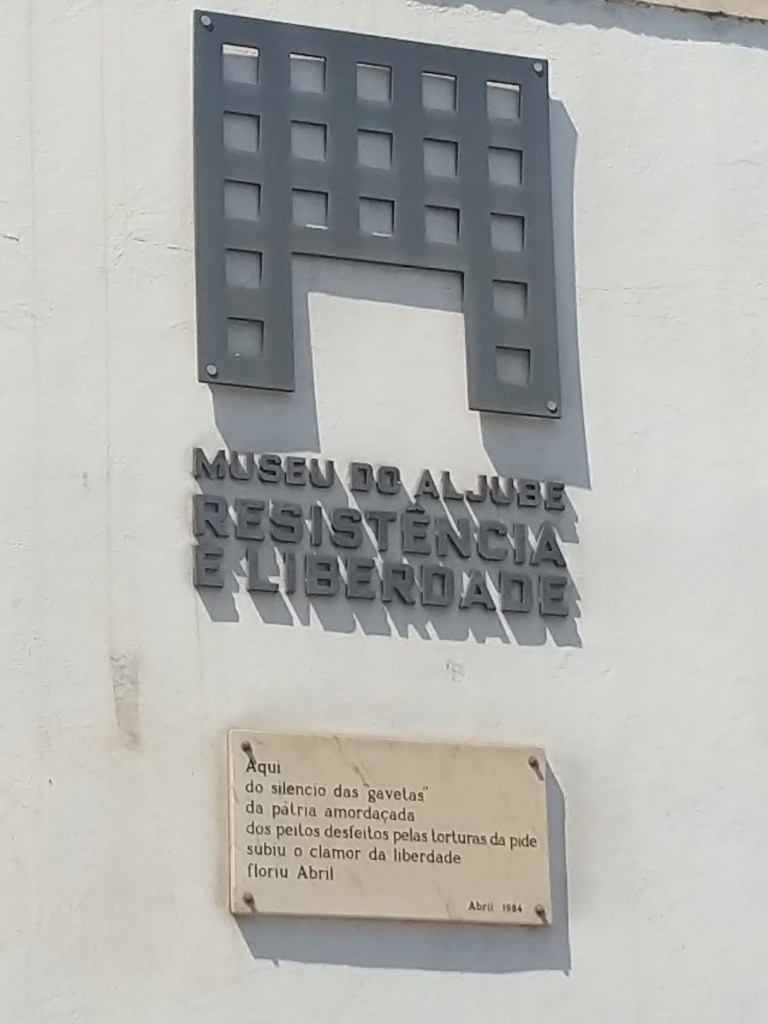 MUSEU DO ALJUBE
RESISTÊNCIA
E LIBERDADE
Aqui
do silencio das "gavetas"
da pátria amordaçada
dos peitos desfeitos pelas torturas da pide
subiu o clamor da liberdade
floriu Abril
Abril 1984